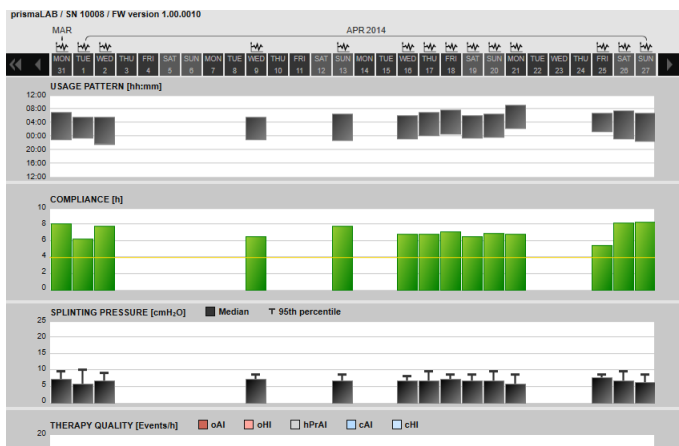 prismaLAB / SN 10008 / FW version 1.00.0010
MAR APR 2014
MON TUE WED THU FRI SAT SUN MON TUE WED THU FRI SAT SUN MON TUE WED THU FRI SAT SUN MON TUE WED THU FRI SAT SUN
31 1 2 3 4 5 6 7 8 9 10 11 12 13 14 15 16 17 18 19 20 21 22 23 24 25 26 27
USAGE PATTERN [hh:mm]
12:00
08:00
04:00
00:00
20:00
16:00
12:00
COMPLIANCE [h]
10
8
6
4
2
0
SPLINTING PRESSURE [cmH₂O] Median 95th percentile
25
20
15
10
5
0
THERAPY QUALITY [Events/h] oAI oHI hPrAI cAI cHI
20